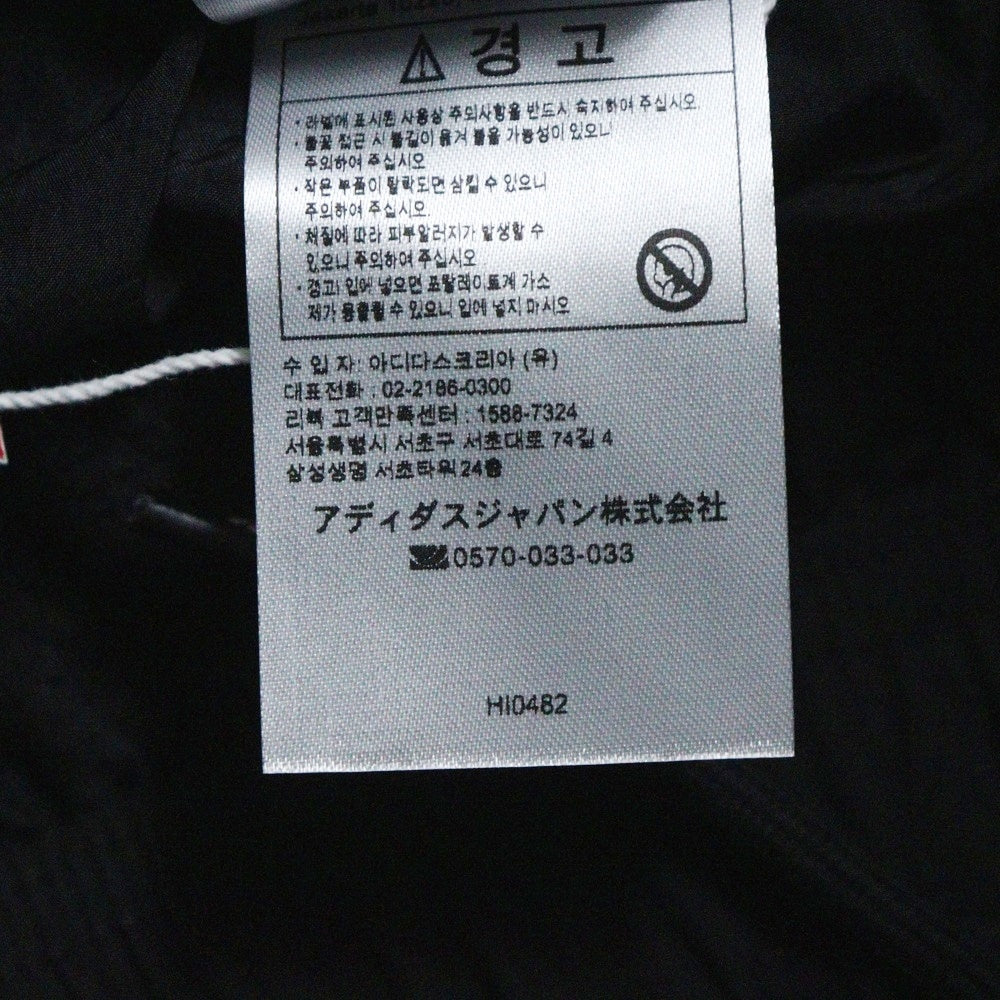 경 고
· 라벨에 표시된 사용상 주의사항을 반드시 숙지하여 주십시오.
· 불꽃 접근 시 불길이 옮겨 붙을 가능성이 있으니
주의하여 주십시오
· 작은 부품이 탈락되면 삼킬 수 있으니
주의하여 주십시오.
· 체질에 따라 피부알러지가 발생할 수
있으니 주의하여 주십시오
· 경고! 입에 넣으면 프탈레이트계 가소
제가 용출될 수 있으니 입에 넣지 마시오
수 입 자: 아디다스코리아 (유)
대표전화 : 02-2186-0300
리복 고객만족센터 : 1588-7324
서울특별시 서초구 서초대로 74길 4
삼성생명 서초타워 24층
アディダスジャパン株式会社
0570-033-033
HI0482